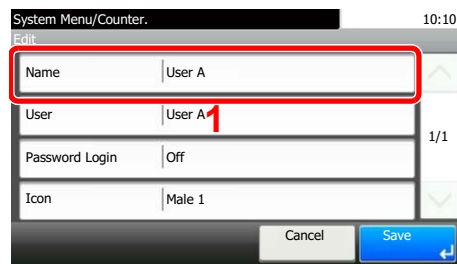 System Menu/Counter. 10:10
Edit
Name User A
User User A 1
1/1
Password Login Off
Icon Male 1
Cancel Save